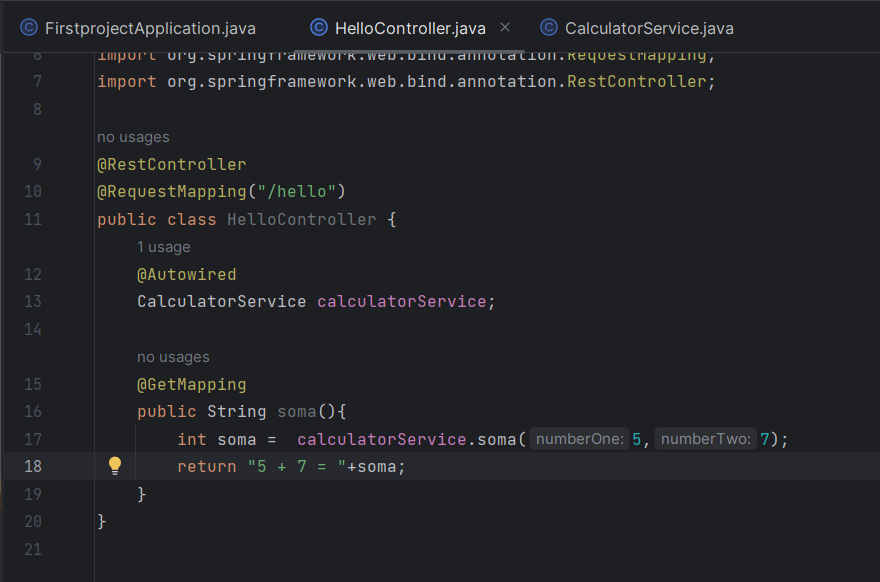 FirstprojectApplication.java HelloController.java CalculatorService.java
6 import org.springframework.web.bind.annotation.RequestMapping;
7 import org.springframework.web.bind.annotation.RestController;
8
no usages
9 @RestController
10 @RequestMapping("/hello")
11 public class HelloController {
1 usage
12 @Autowired
13 CalculatorService calculatorService;
14
no usages
15 @GetMapping
16 public String soma(){
17 int soma =  calculatorService.soma( numberOne: 5, numberTwo: 7);
18 return "5 + 7 = "+soma;
19 }
20 }
21